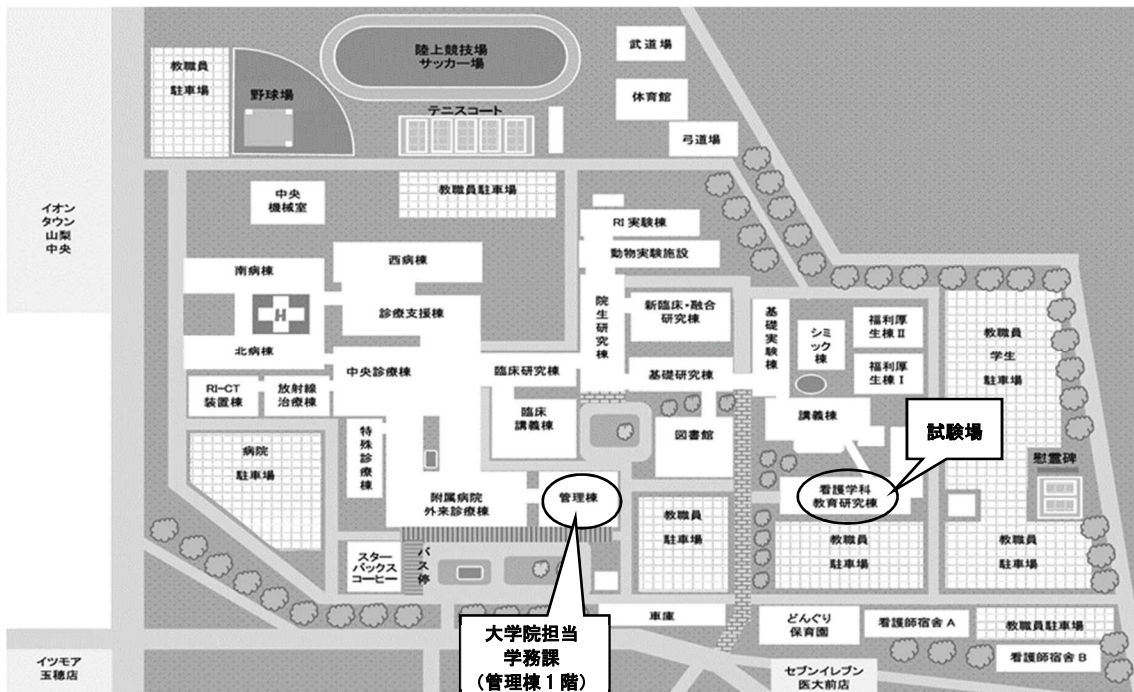 陸上競技場
サッカー場
武道場
教職員
駐車場
野球場
体育館
テニスコート
弓道場
中央
機械室
教職員駐車場
イオン
タウン
山梨
中央
RI 実験棟
動物実験施設
西病棟
南病棟
H
診療支援棟
院生研究棟
新臨床・融合
研究棟
基礎実験棟
シミック棟
福利厚
生棟Ⅱ
教職員
学生
駐車場
北病棟
中央診療棟
臨床研究棟
基礎研究棟
福利厚
生棟Ⅰ
RI-CT
装置棟
放射線
治療棟
臨床
講義棟
講義棟
図書館
試験場
特殊診療棟
病院
駐車場
慰霊碑
附属病院
外来診療棟
管理棟
看護学科
教育研究棟
教職員
駐車場
教職員
駐車場
教職員
駐車場
スター
バックス
コーヒー
バス停
車庫
どんぐり
保育園
看護師宿舎 A
教職員駐車場
大学院担当
学務課
(管理棟１階)
看護師宿舎 B
イツモア
玉穂店
セブンイレブン
医大前店